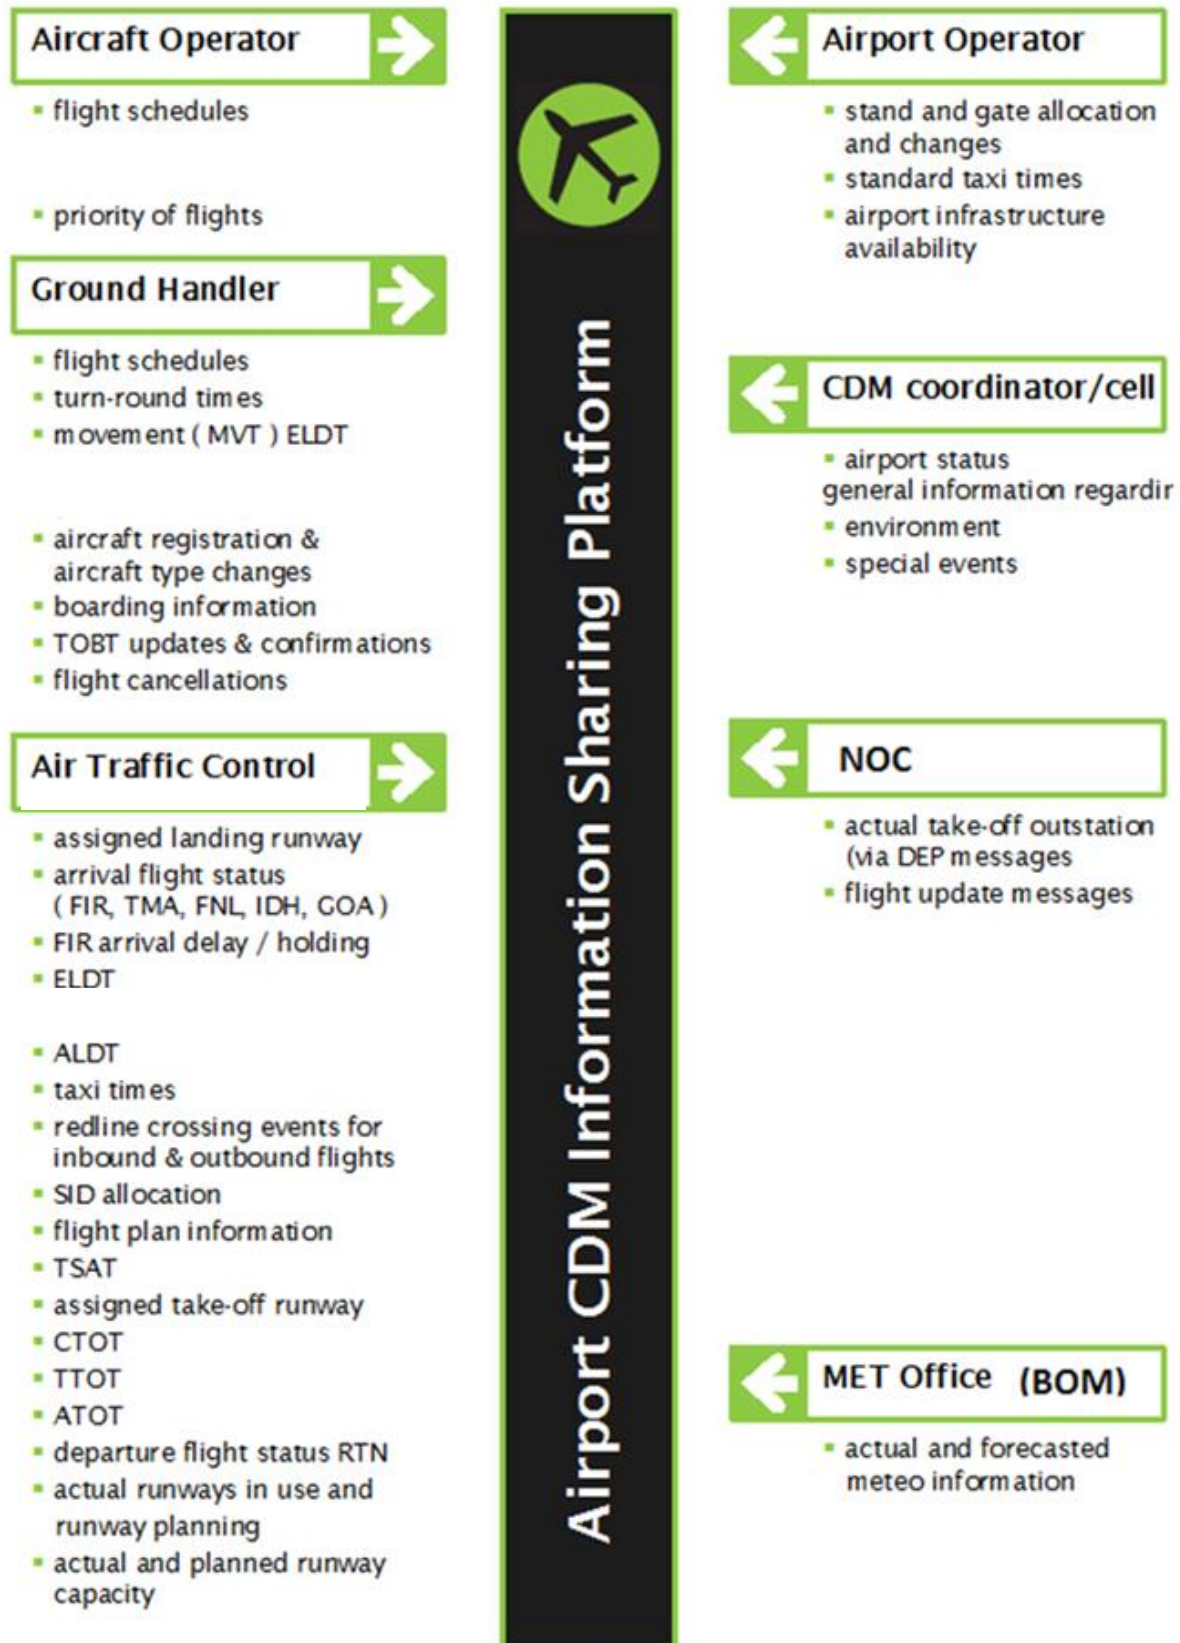 Aircraft Operator
▪ flight schedules
▪ priority of flights
Ground Handler
▪ flight schedules
▪ turn-round times
▪ movement ( MVT ) ELDT
▪ aircraft registration &
aircraft type changes
▪ boarding information
▪ TOBT updates & confirmations
▪ flight cancellations
Air Traffic Control
▪ assigned landing runway
▪ arrival flight status
( FIR, TMA, FNL, IDH, GOA )
▪ FIR arrival delay / holding
▪ ELDT
▪ ALDT
▪ taxi times
▪ redline crossing events for
inbound & outbound flights
▪ SID allocation
▪ flight plan information
▪ TSAT
▪ assigned take-off runway
▪ CTOT
▪ TTOT
▪ ATOT
▪ departure flight status RTN
▪ actual runways in use and
runway planning
▪ actual and planned runway
capacity
Airport CDM Information Sharing Platform
Airport Operator
▪ stand and gate allocation
and changes
▪ standard taxi times
▪ airport infrastructure
availability
CDM coordinator/cell
▪ airport status
general information regardin
▪ environment
▪ special events
NOC
▪ actual take-off outstation
(via DEP messages
▪ flight update messages
MET Office (BOM)
▪ actual and forecasted
meteo information